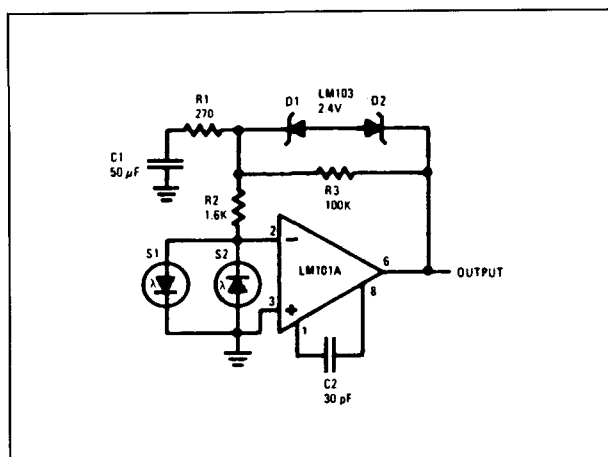 R1
270
D1
LM103
2.4V
D2
C1
50 µF
R2
1.6K
R3
100K
S1
λ
S2
λ
2
−
LM101A
6
OUTPUT
8
3
+
1
C2
30 pF